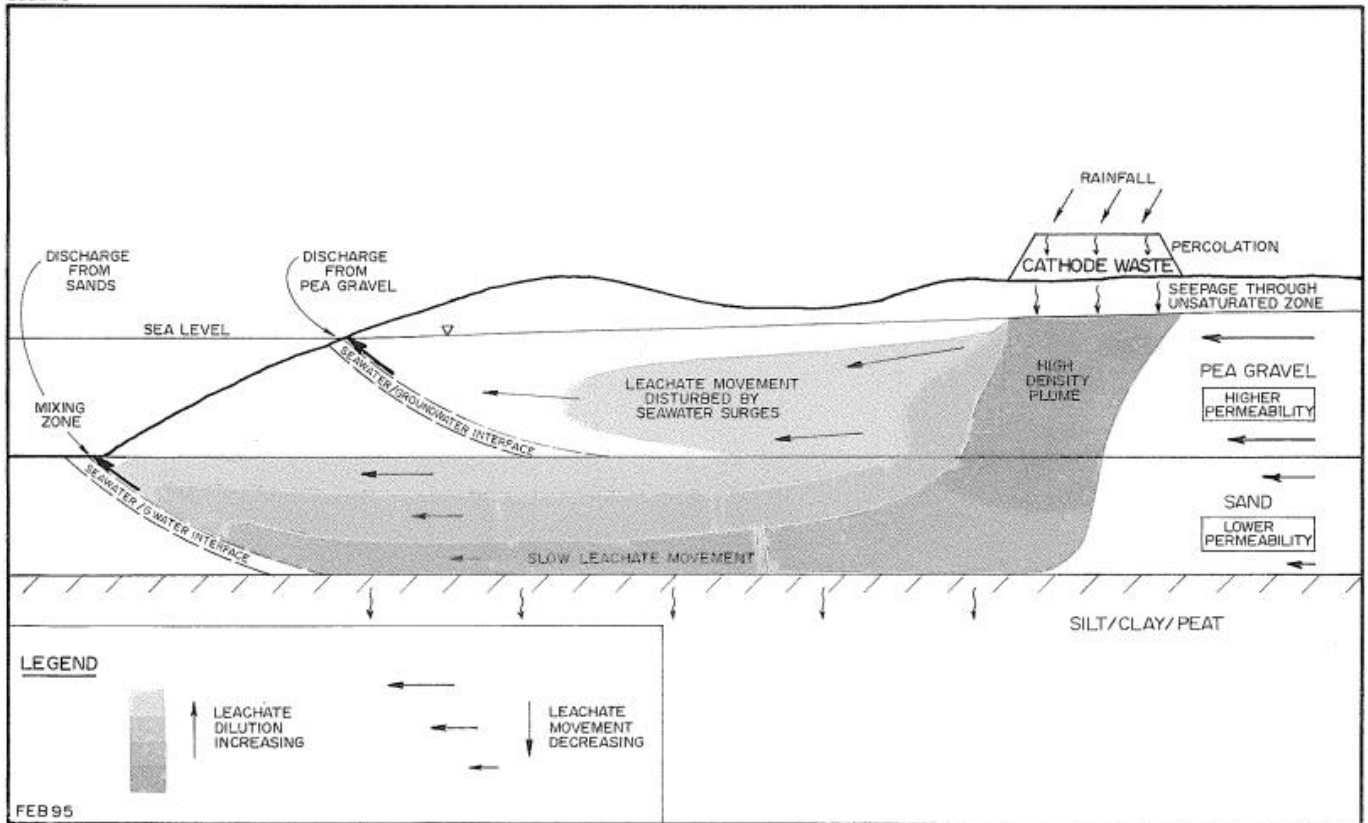 RAINFALL
PERCOLATION
CATHODE WASTE
SEEPAGE THROUGH
UNSATURATED ZONE
DISCHARGE
FROM
SANDS
DISCHARGE
FROM
PEA GRAVEL
SEA LEVEL
MIXING
ZONE
SEAWATER/GROUNDWATER INTERFACE
LEACHATE MOVEMENT
DISTURBED BY
SEAWATER SURGES
HIGH
DENSITY
PLUME
PEA GRAVEL
HIGHER
PERMEABILITY
SEAWATER/G.WATER INTERFACE
SLOW LEACHATE MOVEMENT
SAND
LOWER
PERMEABILITY
SILT/CLAY/PEAT
LEGEND
LEACHATE
DILUTION
INCREASING
LEACHATE
MOVEMENT
DECREASING
FEB 95